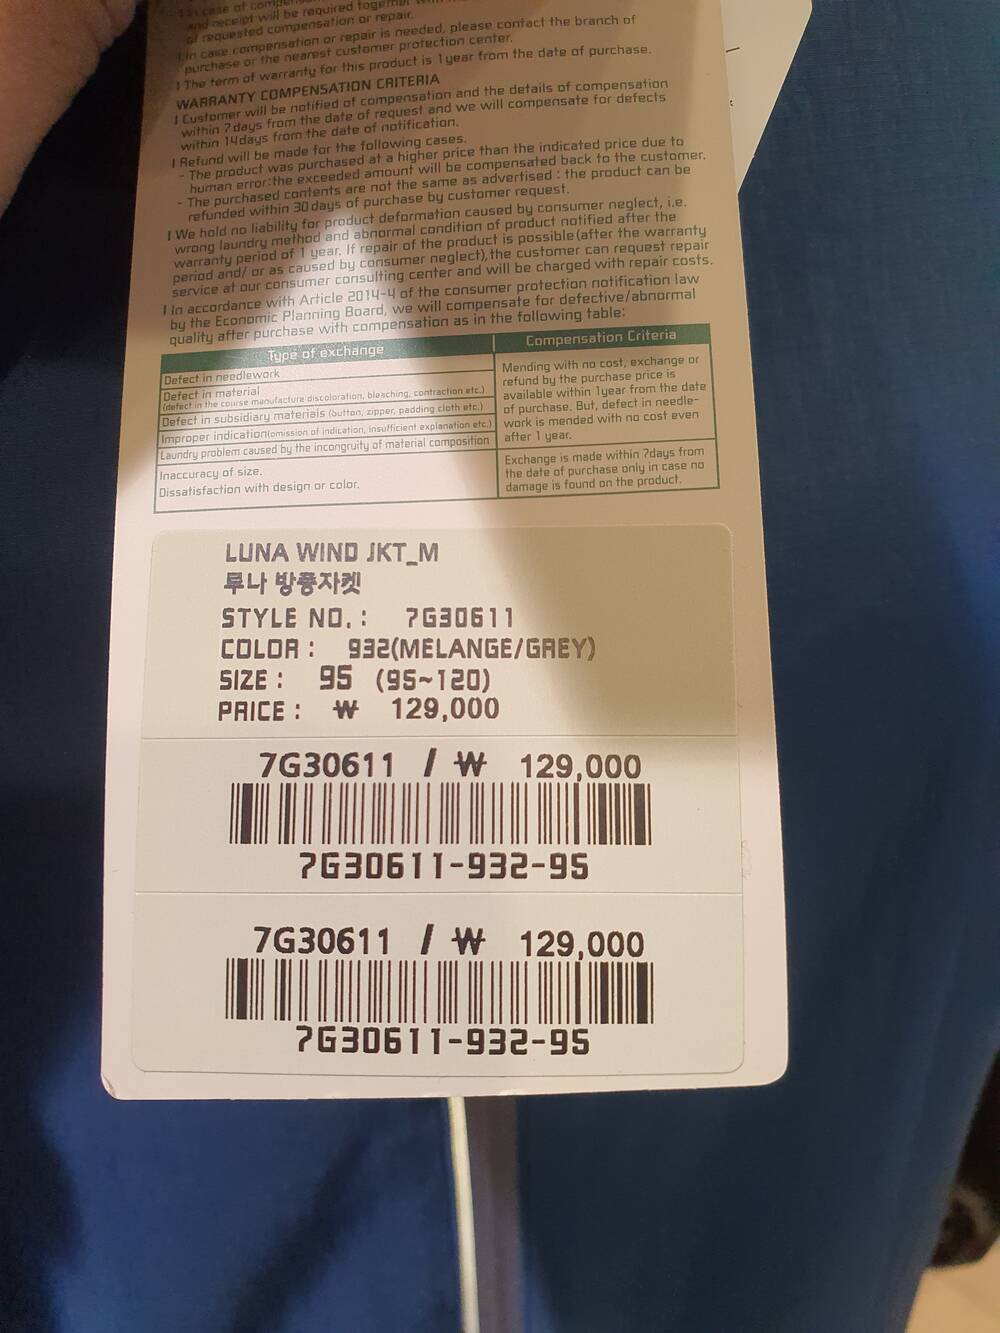 and receipt will be required together with
of requested compensation or repair.
In case compensation or repair is needed, please contact the branch of
purchase or the nearest customer protection center.
The term of warranty for this product is 1year from the date of purchase.
WARRANTY COMPENSATION CRITERIA
Customer will be notified of compensation and the details of compensation
within 7days from the date of request and we will compensate for defects
within 14days from the date of notification.
Refund will be made for the following cases.
- The product was purchased at a higher price than the indicated price due to
human error:the exceeded amount will be compensated back to the customer.
- The purchased contents are not the same as advertised : the product can be
refunded within 30days of purchase by customer request.
We hold no liability for product deformation caused by consumer neglect, i.e.
wrong laundry method and abnormal condition of product notified after the
warranty period of 1 year. If repair of the product is possible(after the warranty
period and/ or as caused by consumer neglect),the customer can request repair
service at our consumer consulting center and will be charged with repair costs.
In accordance with Article 2014-4 of the consumer protection notification law
by the Economic Planning Board, we will compensate for defective/abnormal
quality after purchase with compensation as in the following table:
Type of exchange
Compensation Criteria
Defect in needlework
Defect in material
(defect in the course manufacture discoloration, bleaching, contraction etc.)
Defect in subsidiary materials (button, zipper, padding cloth etc.)
Improper indication(omission of indication, insufficient explanation etc.)
Laundry problem caused by the incongruity of material composition
Mending with no cost, exchange or
refund by the purchase price is
available within 1year from the date
of purchase. But, defect in needle-
work is mended with no cost even
after 1 year.
Inaccuracy of size.
Dissatisfaction with design or color.
Exchange is made within 7days from
the date of purchase only in case no
damage is found on the product.
LUNA WIND JKT_M
루나 방풍자켓
STYLE NO. : 7G30611
COLOR : 932(MELANGE/GREY)
SIZE : 95 (95~120)
PRICE : ₩ 129,000
7G30611 / ₩ 129,000
7G30611-932-95
7G30611 / ₩ 129,000
7G30611-932-95